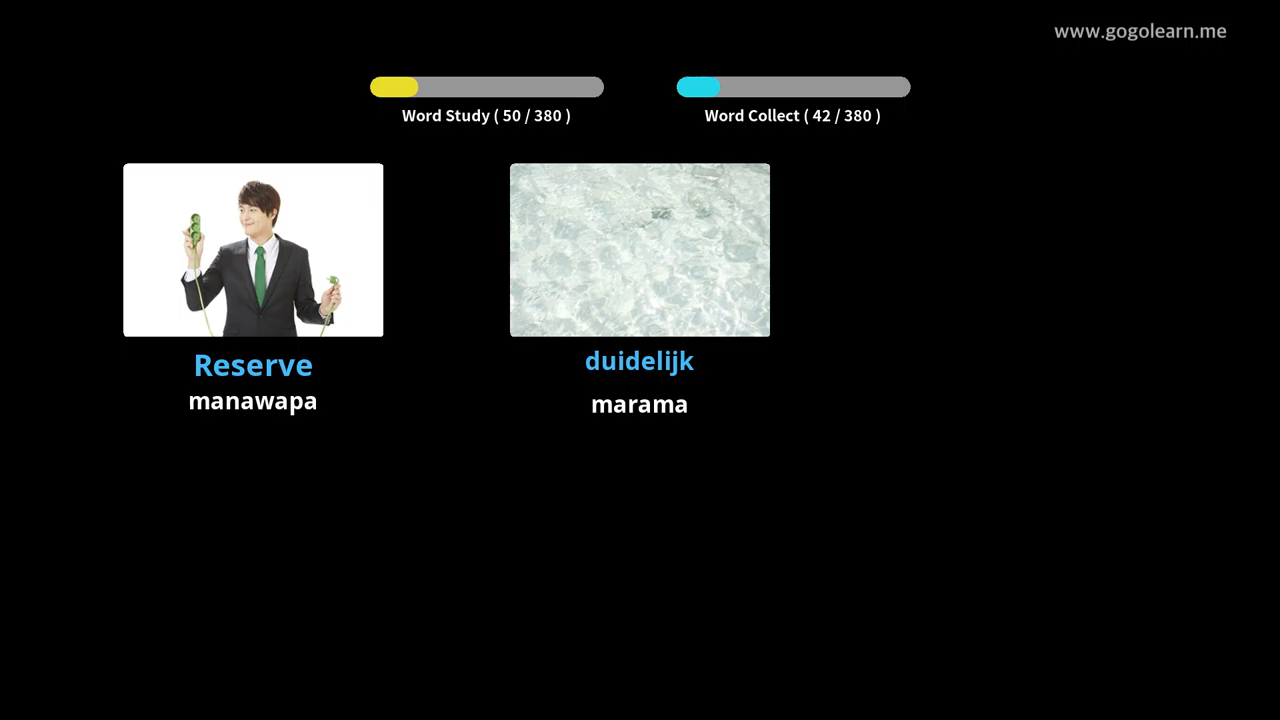 www.gogolearn.me
Word Study ( 50 / 380 )
Word Collect ( 42 / 380 )
Reserve
manawapa
duidelijk
marama